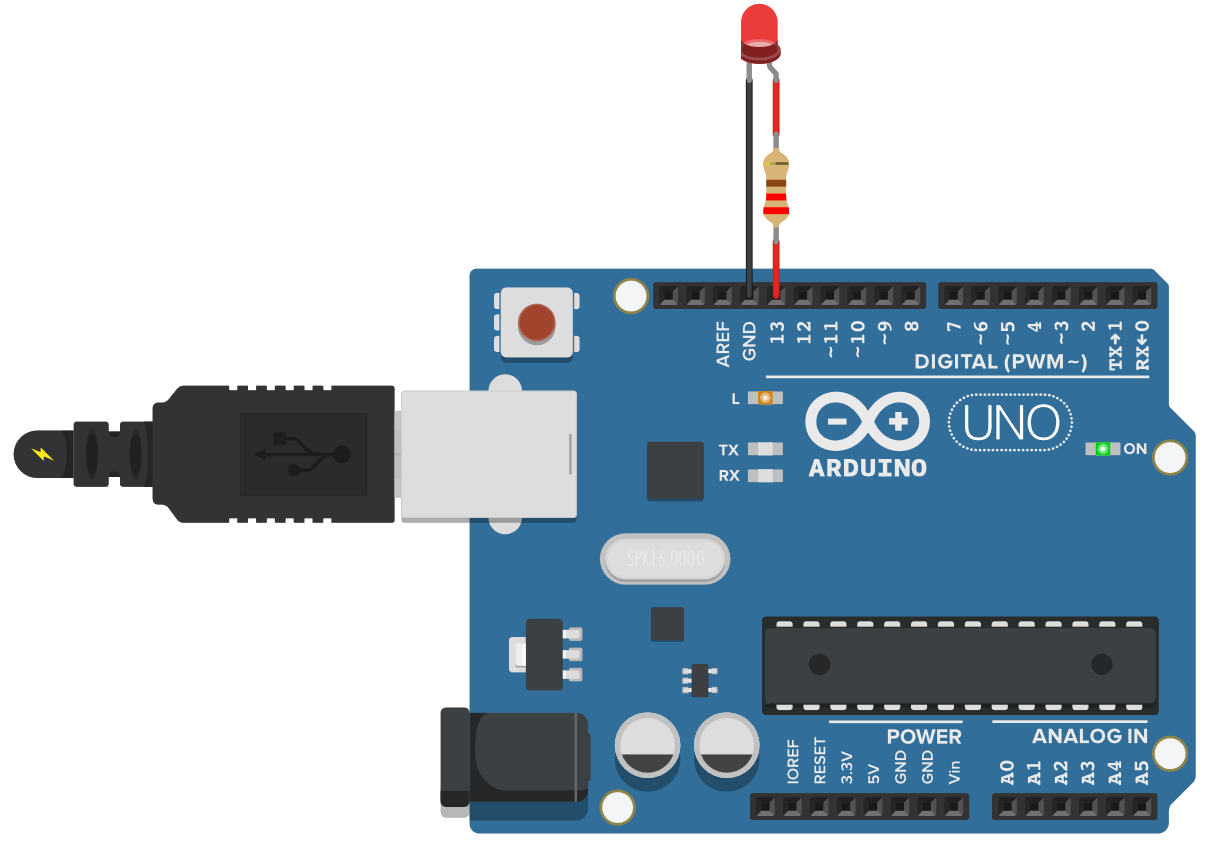 AREF
GND
13
12
~11
~10
~9
8
7
~6
~5
4
~3
2
TX→1
RX←0
DIGITAL (PWM~)
L
TX
RX
ARDUINO
UNO
ON
SPK16.000G
POWER
ANALOG IN
IOREF
RESET
3.3V
5V
GND
GND
Vin
A0
A1
A2
A3
A4
A5